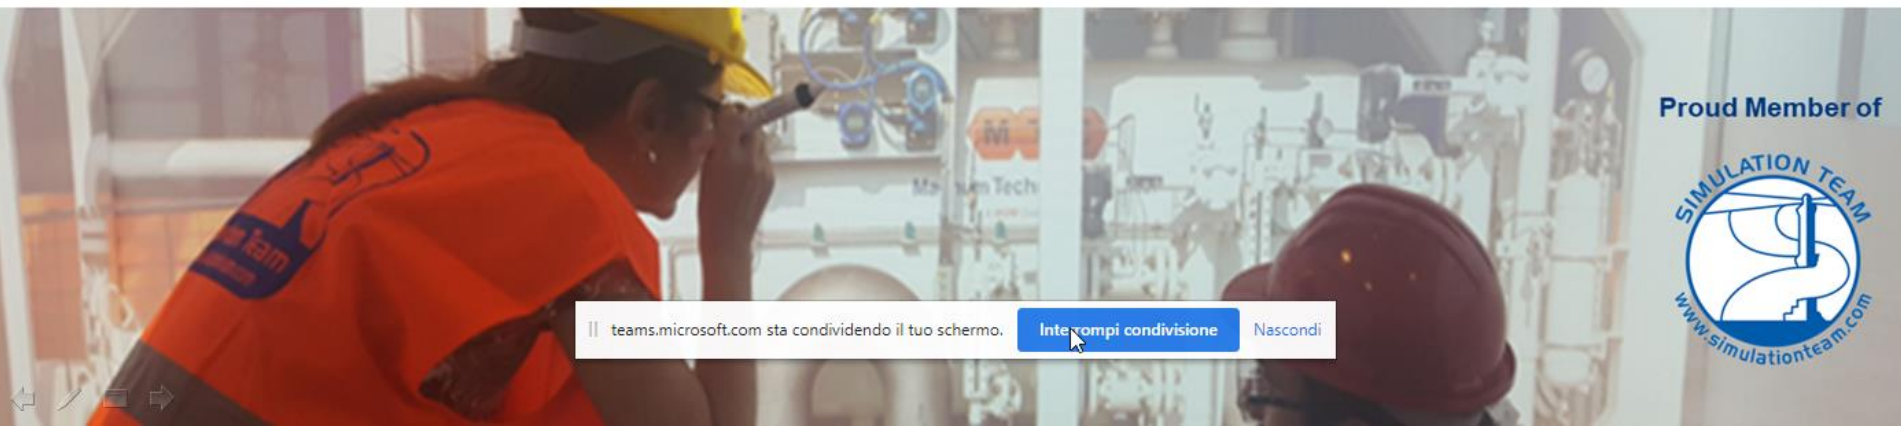 Proud Member of
SIMULATION TEAM
www.simulationteam.com
Team
teams.microsoft.com sta condividendo il tuo schermo. Interrompi condivisione Nascondi